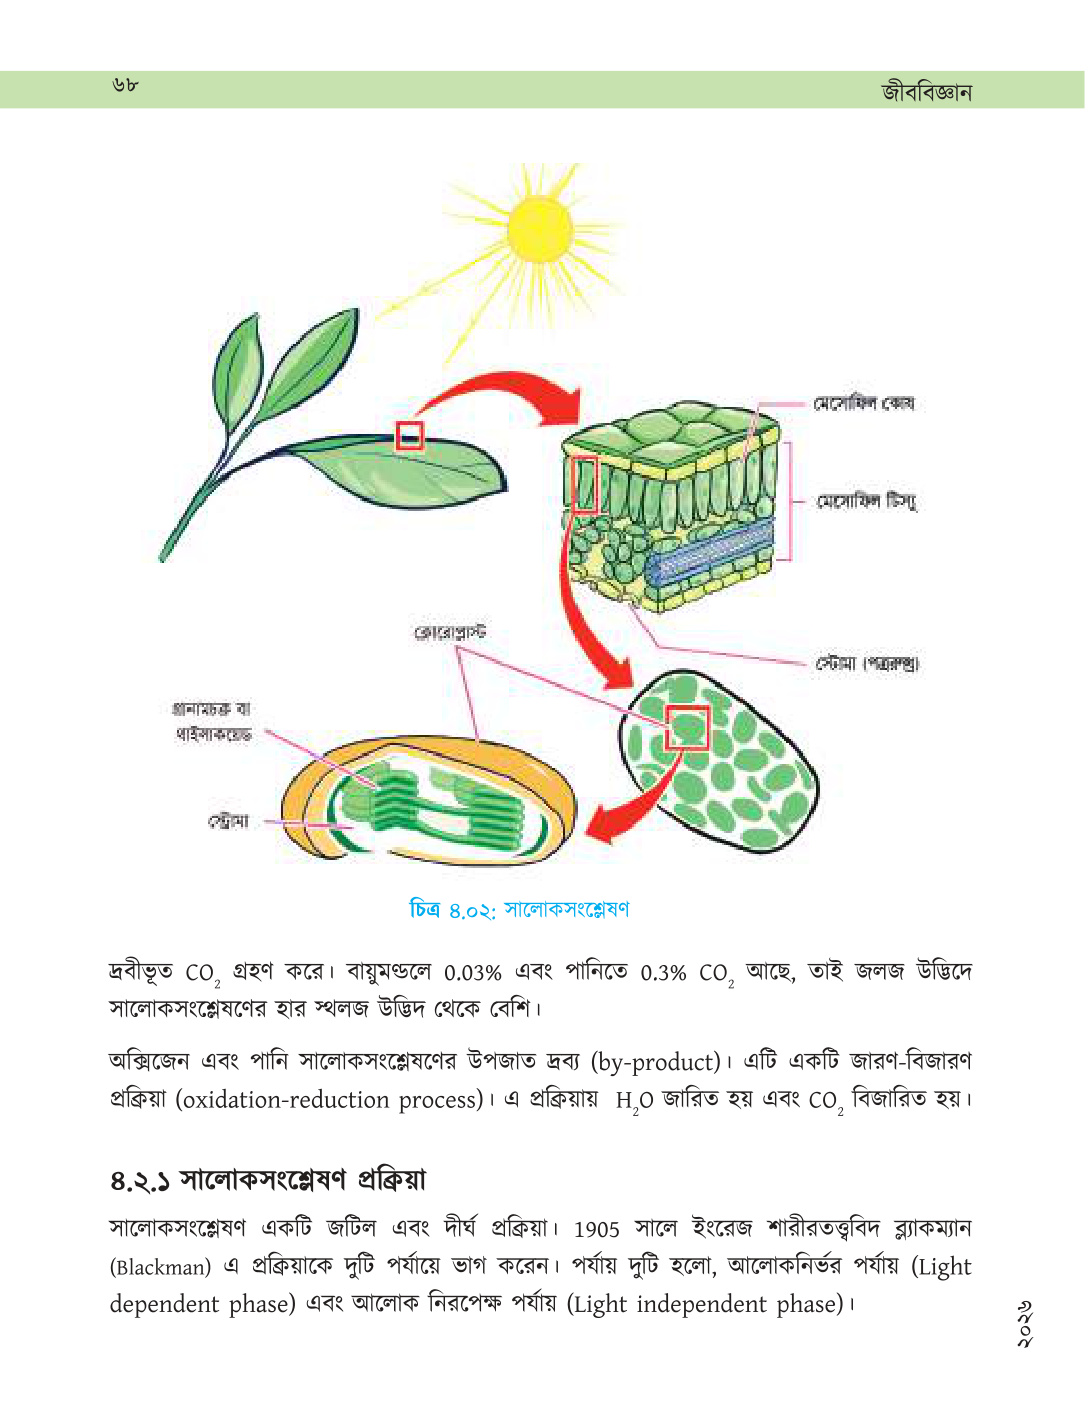 ৬৮
জীববিজ্ঞান
মেসোফিল কোষ
মেসোফিল টিস্যু
ক্লোরোপ্লাস্ট
স্টোমা (পত্ররন্ধ্র)
গ্রানামচক্র বা
থাইলাকয়েড
স্ট্রোমা
চিত্র ৪.০২: সালোকসংশ্লেষণ
দ্রবীভূত CO₂ গ্রহণ করে। বায়ুমণ্ডলে 0.03% এবং পানিতে 0.3% CO₂ আছে, তাই জলজ উদ্ভিদে
সালোকসংশ্লেষণের হার স্থলজ উদ্ভিদ থেকে বেশি।
অক্সিজেন এবং পানি সালোকসংশ্লেষণের উপজাত দ্রব্য (by-product)। এটি একটি জারণ-বিজারণ
প্রক্রিয়া (oxidation-reduction process)। এ প্রক্রিয়ায় H₂O জারিত হয় এবং CO₂ বিজারিত হয়।
৪.২.১ সালোকসংশ্লেষণ প্রক্রিয়া
সালোকসংশ্লেষণ একটি জটিল এবং দীর্ঘ প্রক্রিয়া। 1905 সালে ইংরেজ শারীরতত্ত্ববিদ ব্ল্যাকম্যান
(Blackman) এ প্রক্রিয়াকে দুটি পর্যায়ে ভাগ করেন। পর্যায় দুটি হলো, আলোকনির্ভর পর্যায় (Light
dependent phase) এবং আলোক নিরপেক্ষ পর্যায় (Light independent phase)।
২০২৬